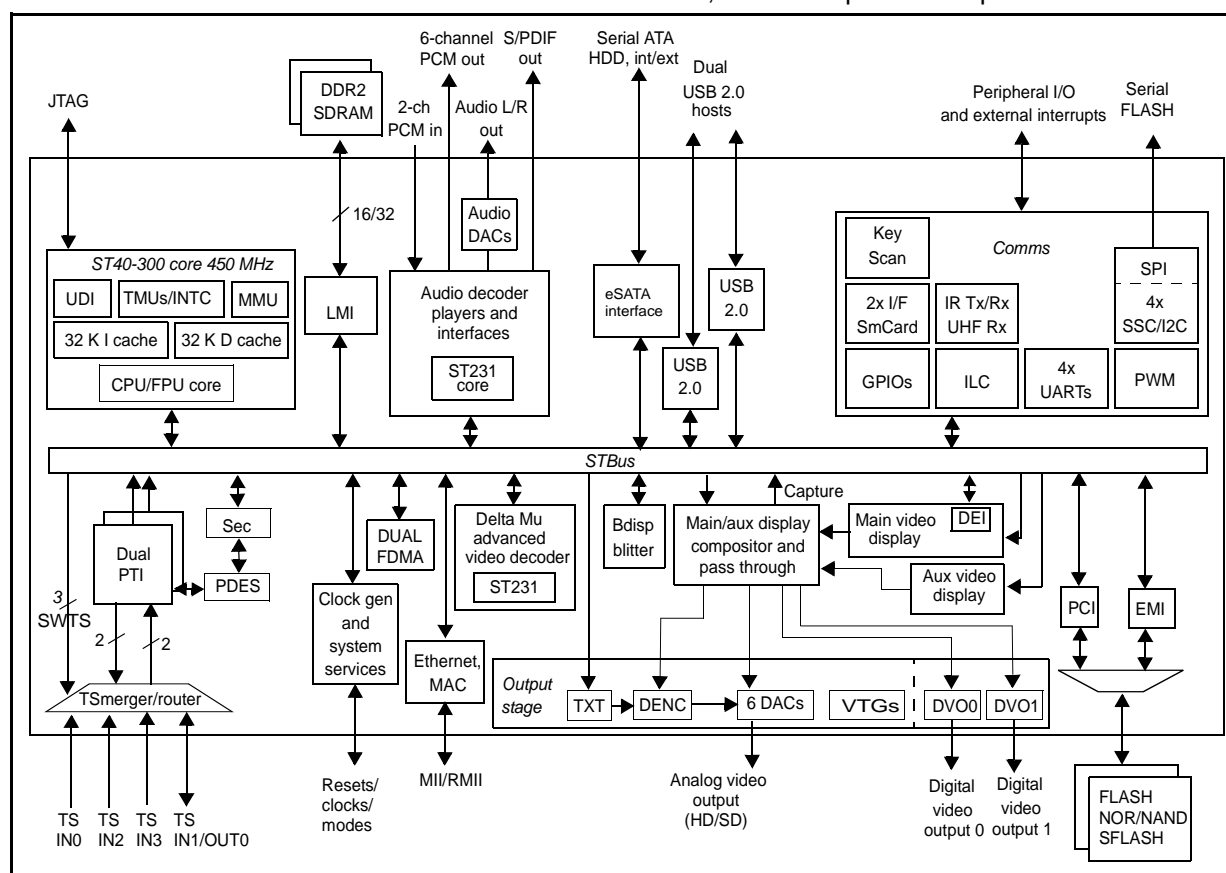 6-channel
PCM out
S/PDIF
out
Serial ATA
HDD, int/ext
Dual
USB 2.0
hosts
DDR2
SDRAM
JTAG
2-ch
PCM in
Audio L/R
out
Peripheral I/O
and external interrupts
Serial
FLASH
16/32
Audio
DACs
ST40-300 core 450 MHz
UDI
TMUs/INTC
MMU
32 K I cache
32 K D cache
CPU/FPU core
LMI
Audio decoder
players and
interfaces
ST231
core
eSATA
interface
USB
2.0
USB
2.0
Key
Scan
Comms
SPI
2x I/F
SmCard
IR Tx/Rx
UHF Rx
4x
SSC/I2C
GPIOs
ILC
4x
UARTs
PWM
STBus
Capture
Dual
PTI
Sec
PDES
3
SWTS
2
2
TSmerger/router
Clock gen
and
system
services
DUAL
FDMA
Ethernet,
MAC
Delta Mu
advanced
video decoder
ST231
Bdisp
blitter
Main/aux display
compositor and
pass through
DEI
Main video
display
Aux video
display
PCI
EMI
Output
stage
TXT
DENC
6 DACs
VTGs
DVO0
DVO1
TS
IN0
TS
IN2
TS
IN3
TS
IN1/OUT0
Resets/
clocks/
modes
MII/RMII
Analog video
output
(HD/SD)
Digital
video
output 0
Digital
video
output 1
FLASH
NOR/NAND
SFLASH